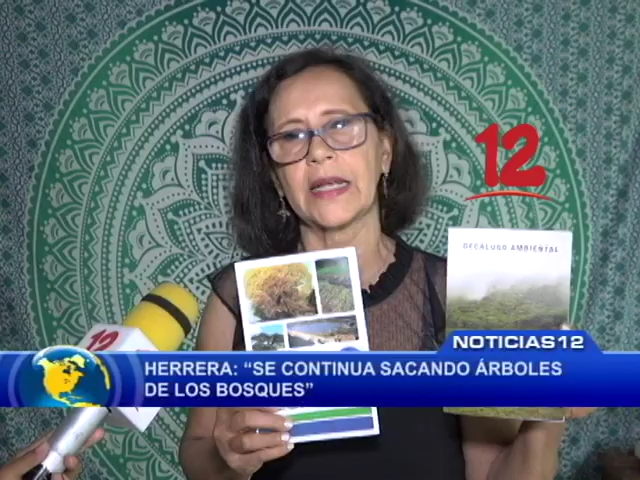 12
DECÁLOGO AMBIENTAL
12
NOTICIAS12
HERRERA: “SE CONTINUA SACANDO ÁRBOLES
DE LOS BOSQUES”